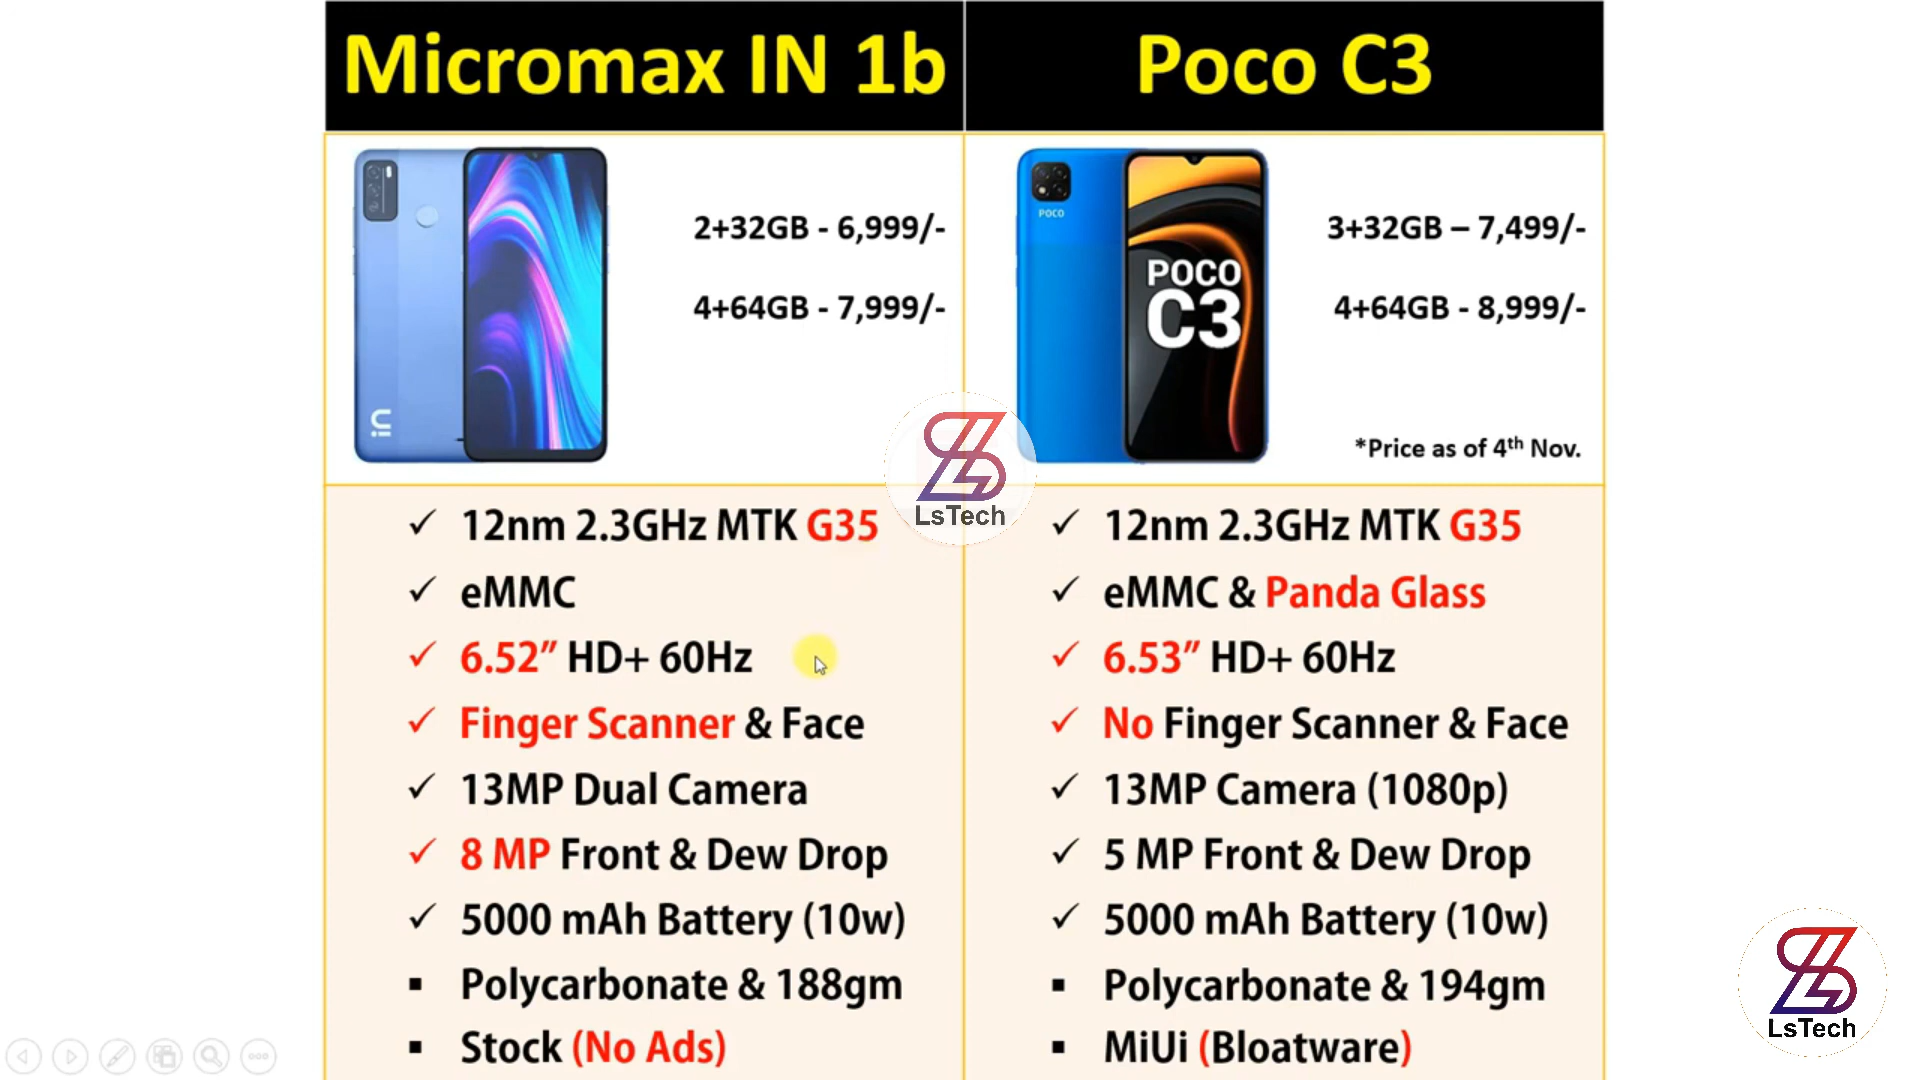 Micromax IN 1b
Poco C3
2+32GB - 6,999/-
4+64GB - 7,999/-
POCO
POCO
C3
3+32GB – 7,499/-
4+64GB - 8,999/-
*Price as of 4th Nov.
in
LsTech
✓ 12nm 2.3GHz MTK G35
✓ eMMC
✓ 6.52” HD+ 60Hz
✓ Finger Scanner & Face
✓ 13MP Dual Camera
✓ 8 MP Front & Dew Drop
✓ 5000 mAh Battery (10w)
▪ Polycarbonate & 188gm
▪ Stock (No Ads)
✓ 12nm 2.3GHz MTK G35
✓ eMMC & Panda Glass
✓ 6.53” HD+ 60Hz
✓ No Finger Scanner & Face
✓ 13MP Camera (1080p)
✓ 5 MP Front & Dew Drop
✓ 5000 mAh Battery (10w)
▪ Polycarbonate & 194gm
▪ MiUi (Bloatware)
LsTech